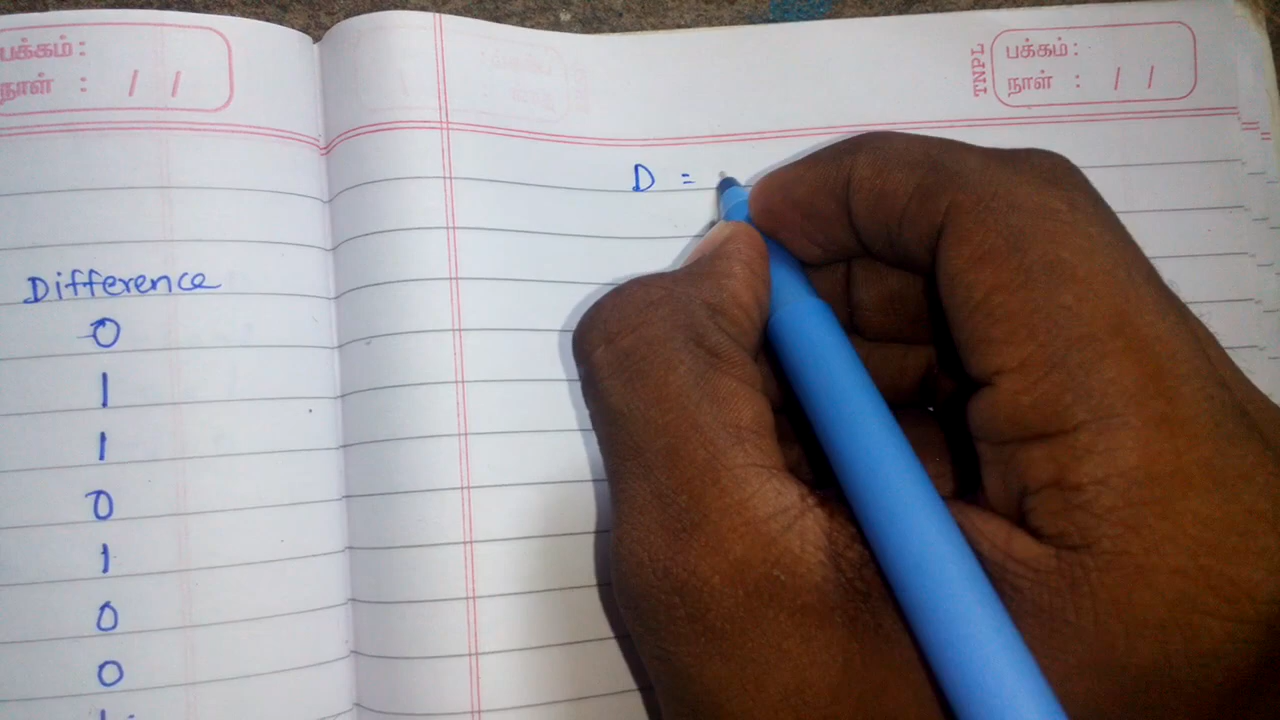 பக்கம் :
நாள் : / /
TNPL
பக்கம் :
நாள் : / /
D =
Difference
0
1
1
0
1
0
0